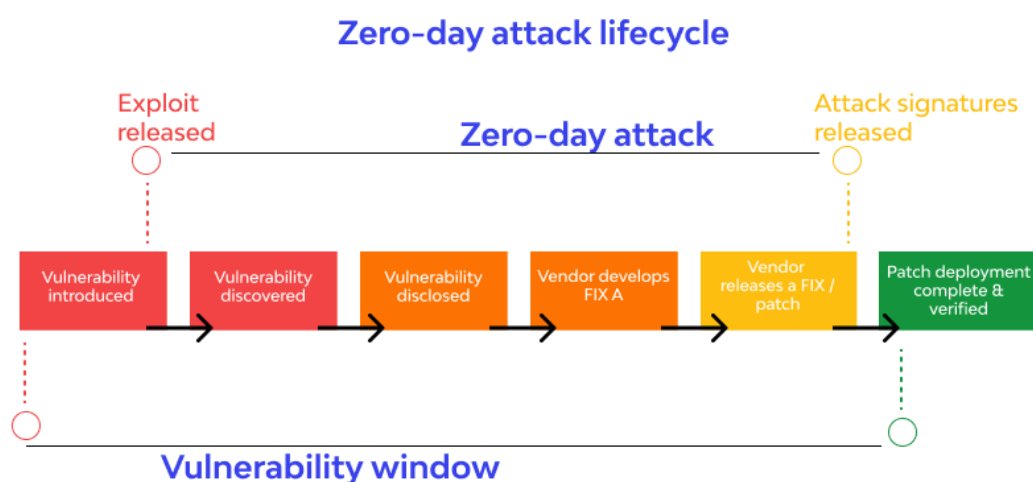 Zero-day attack lifecycle
Exploit
released
Zero-day attack
Attack signatures
released
Vulnerability
introduced
Vulnerability
discovered
Vulnerability
disclosed
Vendor develops
FIX A
Vendor
releases a FIX /
patch
Patch deployment
complete &
verified
Vulnerability window